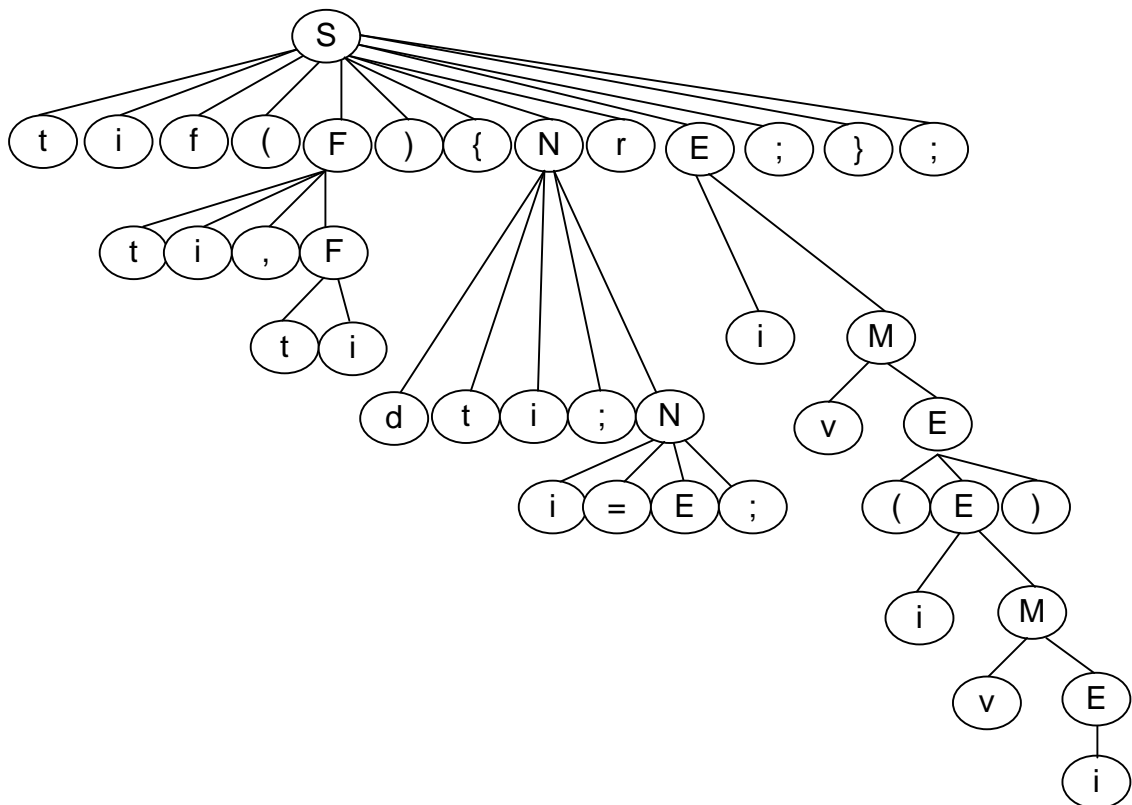 S
t i f ( F ) { N r E ; } ;
t i , F
t i
i M
d t i ; N
v E
i = E ;
( E )
i M
v E
i